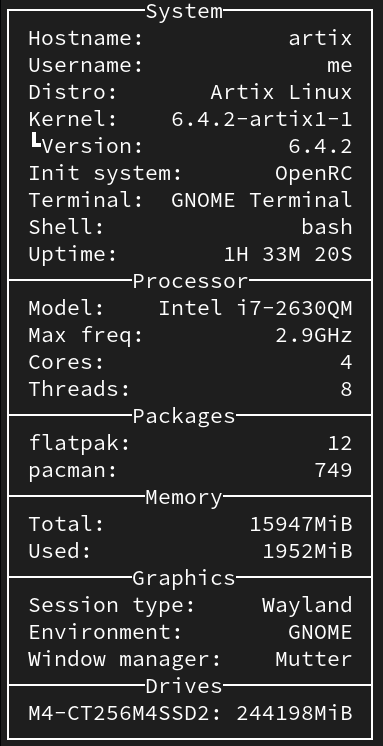 System
Hostname: artix
Username: me
Distro: Artix Linux
Kernel: 6.4.2-artix1-1
┗Version: 6.4.2
Init system: OpenRC
Terminal: GNOME Terminal
Shell: bash
Uptime: 1H 33M 20S
Processor
Model: Intel i7-2630QM
Max freq: 2.9GHz
Cores: 4
Threads: 8
Packages
flatpak: 12
pacman: 749
Memory
Total: 15947MiB
Used: 1952MiB
Graphics
Session type: Wayland
Environment: GNOME
Window manager: Mutter
Drives
M4-CT256M4SSD2: 244198MiB